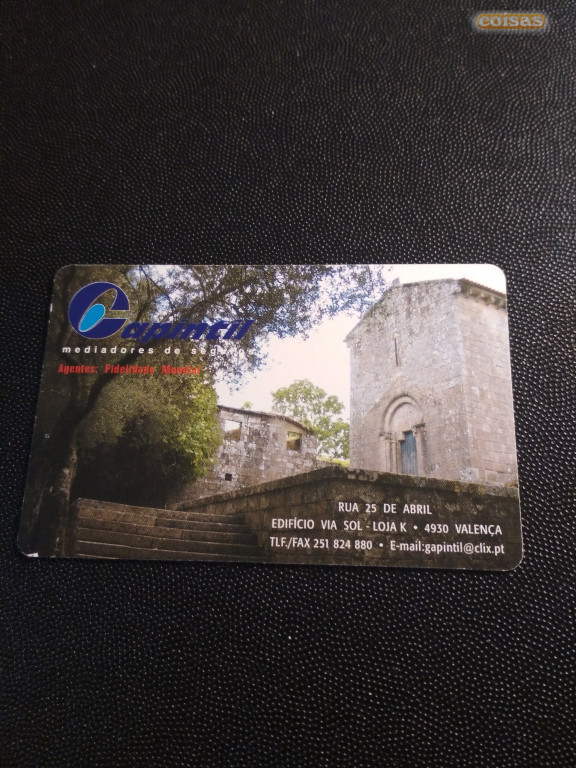 coisas
Gapintil
mediadores de seg
Agentes: Fidelidade Mundial
RUA 25 DE ABRIL
EDIFÍCIO VIA SOL - LOJA K • 4930 VALENÇA
TLF./FAX 251 824 880 • E-mail:gapintil@clix.pt